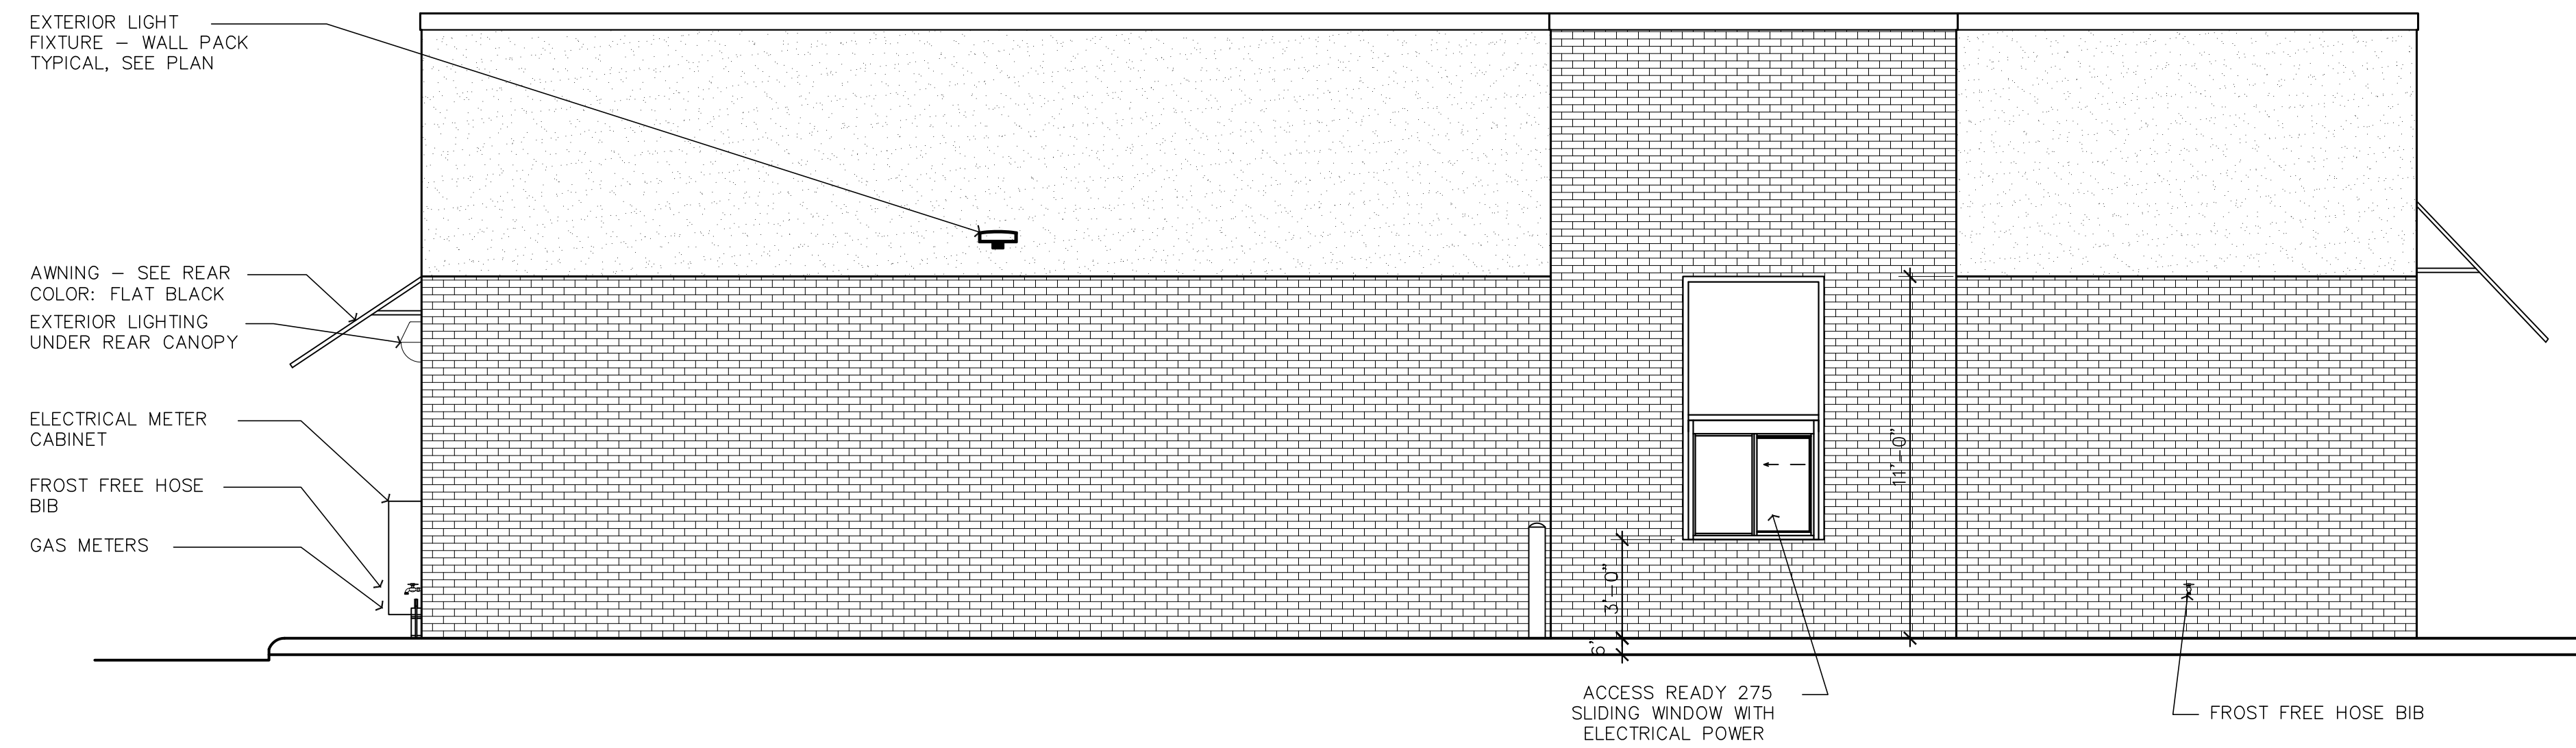 EXTERIOR LIGHT
FIXTURE – WALL PACK
TYPICAL, SEE PLAN
AWNING – SEE REAR
COLOR: FLAT BLACK
EXTERIOR LIGHTING
UNDER REAR CANOPY
ELECTRICAL METER
CABINET
FROST FREE HOSE
BIB
GAS METERS
11'-0"
3'-0"
6"
ACCESS READY 275
SLIDING WINDOW WITH
ELECTRICAL POWER
FROST FREE HOSE BIB